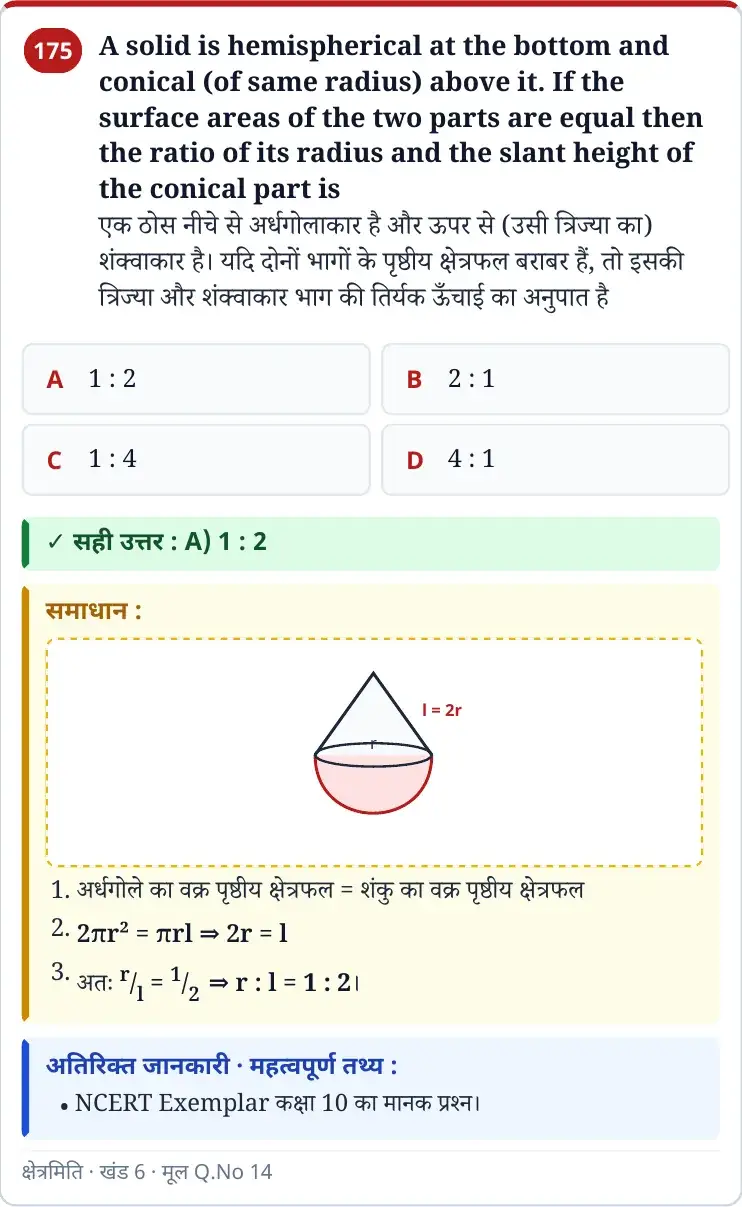 175
A solid is hemispherical at the bottom and
conical (of same radius) above it. If the
surface areas of the two parts are equal then
the ratio of its radius and the slant height of
the conical part is
एक ठोस नीचे से अर्धगोलाकार है और ऊपर से (उसी त्रिज्या का)
शंक्वाकार है। यदि दोनों भागों के पृष्ठीय क्षेत्रफल बराबर हैं, तो इसकी
त्रिज्या और शंक्वाकार भाग की तिर्यक ऊँचाई का अनुपात है
A 1 : 2
B 2 : 1
C 1 : 4
D 4 : 1
✓ सही उत्तर : A) 1 : 2
समाधान :
l = 2r
r
1. अर्धगोले का वक्र पृष्ठीय क्षेत्रफल = शंकु का वक्र पृष्ठीय क्षेत्रफल
2. 2πr² = πrl ⇒ 2r = l
3. अतः r/l = 1/2 ⇒ r : l = 1 : 2।
अतिरिक्त जानकारी · महत्वपूर्ण तथ्य :
• NCERT Exemplar कक्षा 10 का मानक प्रश्न।
क्षेत्रमिति · खंड 6 · मूल Q.No 14